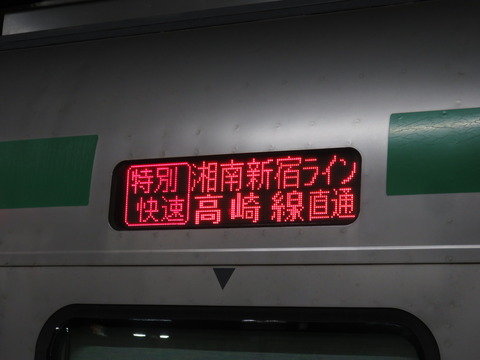 特別 湘南新宿ライン
快速 高崎線直通